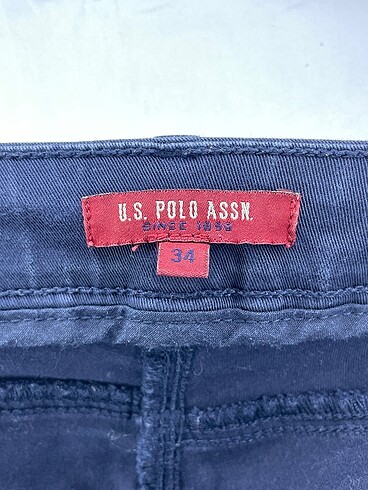 U.S. POLO ASSN.
SINCE 1890
34